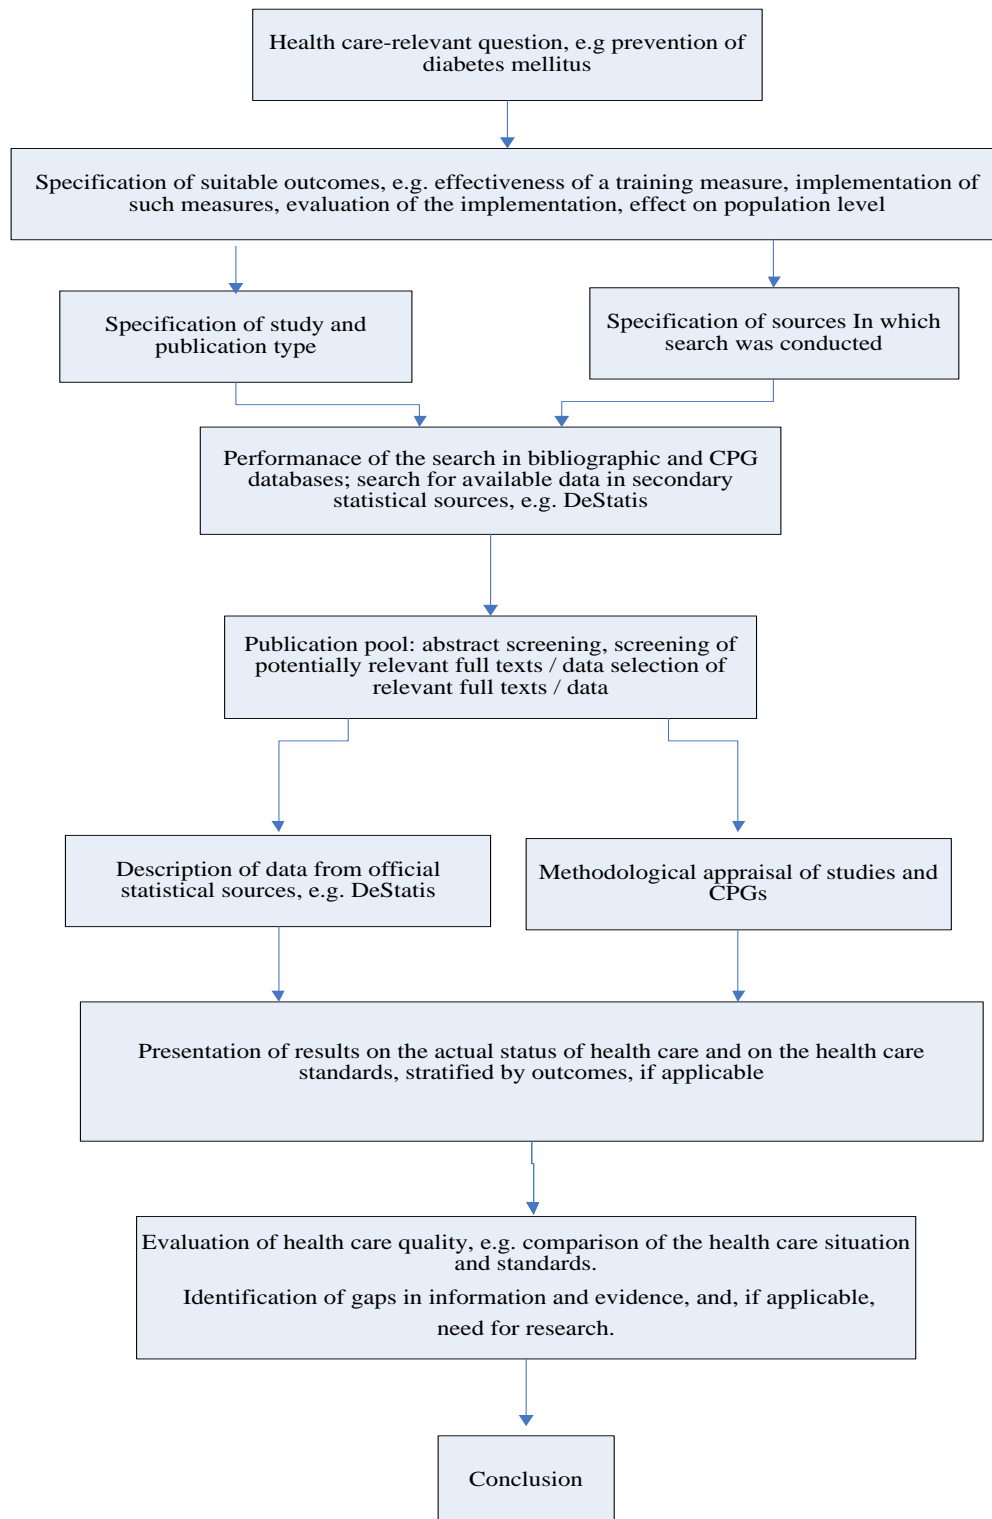 Health care-relevant question, e.g prevention of
diabetes mellitus
Specification of suitable outcomes, e.g. effectiveness of a training measure, implementation of
such measures, evaluation of the implementation, effect on population level
Specification of study and
publication type
Specification of sources In which
search was conducted
Performanace of the search in bibliographic and CPG
databases; search for available data in secondary
statistical sources, e.g. DeStatis
Publication pool: abstract screening, screening of
potentially relevant full texts / data selection of
relevant full texts / data
Description of data from official
statistical sources, e.g. DeStatis
Methodological appraisal of studies and
CPGs
Presentation of results on the actual status of health care and on the health care
standards, stratified by outcomes, if applicable
Evaluation of health care quality, e.g. comparison of the health care situation
and standards.
Identification of gaps in information and evidence, and, if applicable,
need for research.
Conclusion